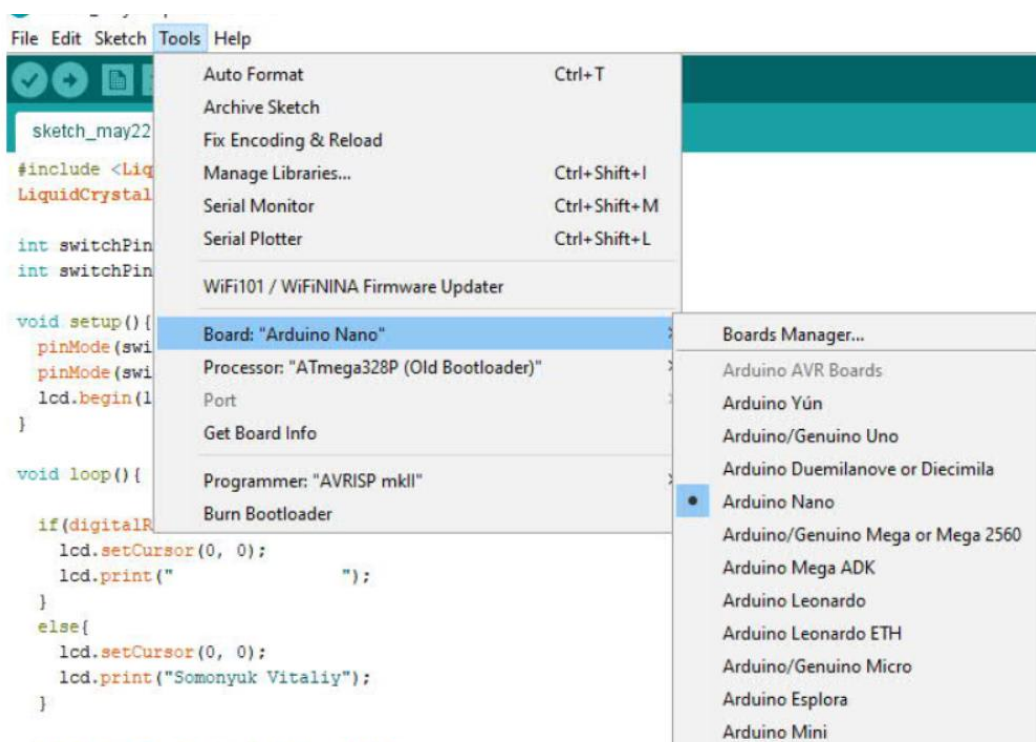 File Edit Sketch Tools Help
sketch_may22
#include <Liq
LiquidCrystal
int switchPin
int switchPin
void setup(){
pinMode(swi
pinMode(swi
lcd.begin(l
}
void loop(){
if(digitalR
lcd.setCursor(0, 0);
lcd.print("                ");
}
else{
lcd.setCursor(0, 0);
lcd.print("Somonyuk Vitaliy");
}
Auto Format Ctrl+T
Archive Sketch
Fix Encoding & Reload
Manage Libraries... Ctrl+Shift+I
Serial Monitor Ctrl+Shift+M
Serial Plotter Ctrl+Shift+L
WiFi101 / WiFiNINA Firmware Updater
Board: "Arduino Nano"
Processor: "ATmega328P (Old Bootloader)"
Port
Get Board Info
Programmer: "AVRISP mkII"
Burn Bootloader
Boards Manager...
Arduino AVR Boards
Arduino Yún
Arduino/Genuino Uno
Arduino Duemilanove or Diecimila
Arduino Nano
Arduino/Genuino Mega or Mega 2560
Arduino Mega ADK
Arduino Leonardo
Arduino Leonardo ETH
Arduino/Genuino Micro
Arduino Esplora
Arduino Mini